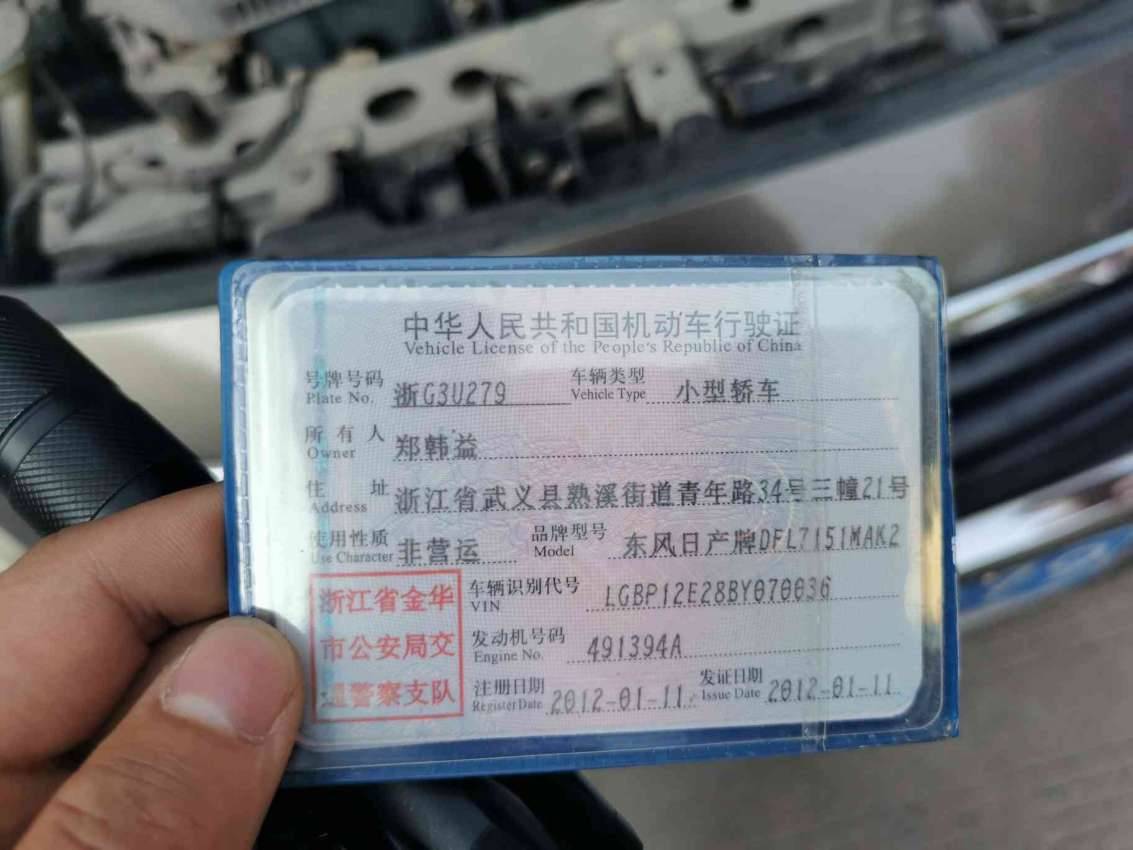 中华人民共和国机动车行驶证
Vehicle License of the People's Republic of China
号牌号码 浙G3U279 车辆类型 小型轿车
Plate No. Vehicle Type
所有人 郑韩益
Owner
住址 浙江省武义县熟溪街道青年路34号三幢21号
Address
使用性质 非营运 品牌型号 东风日产牌DFL7151MAK2
Use Character Model
浙江省金华
市公安局交
通警察支队
车辆识别代号 LGBP12E28BY070036
VIN
发动机号码 491394A
Engine No.
注册日期 2012-01-11 发证日期 2012-01-11
Register Date Issue Date